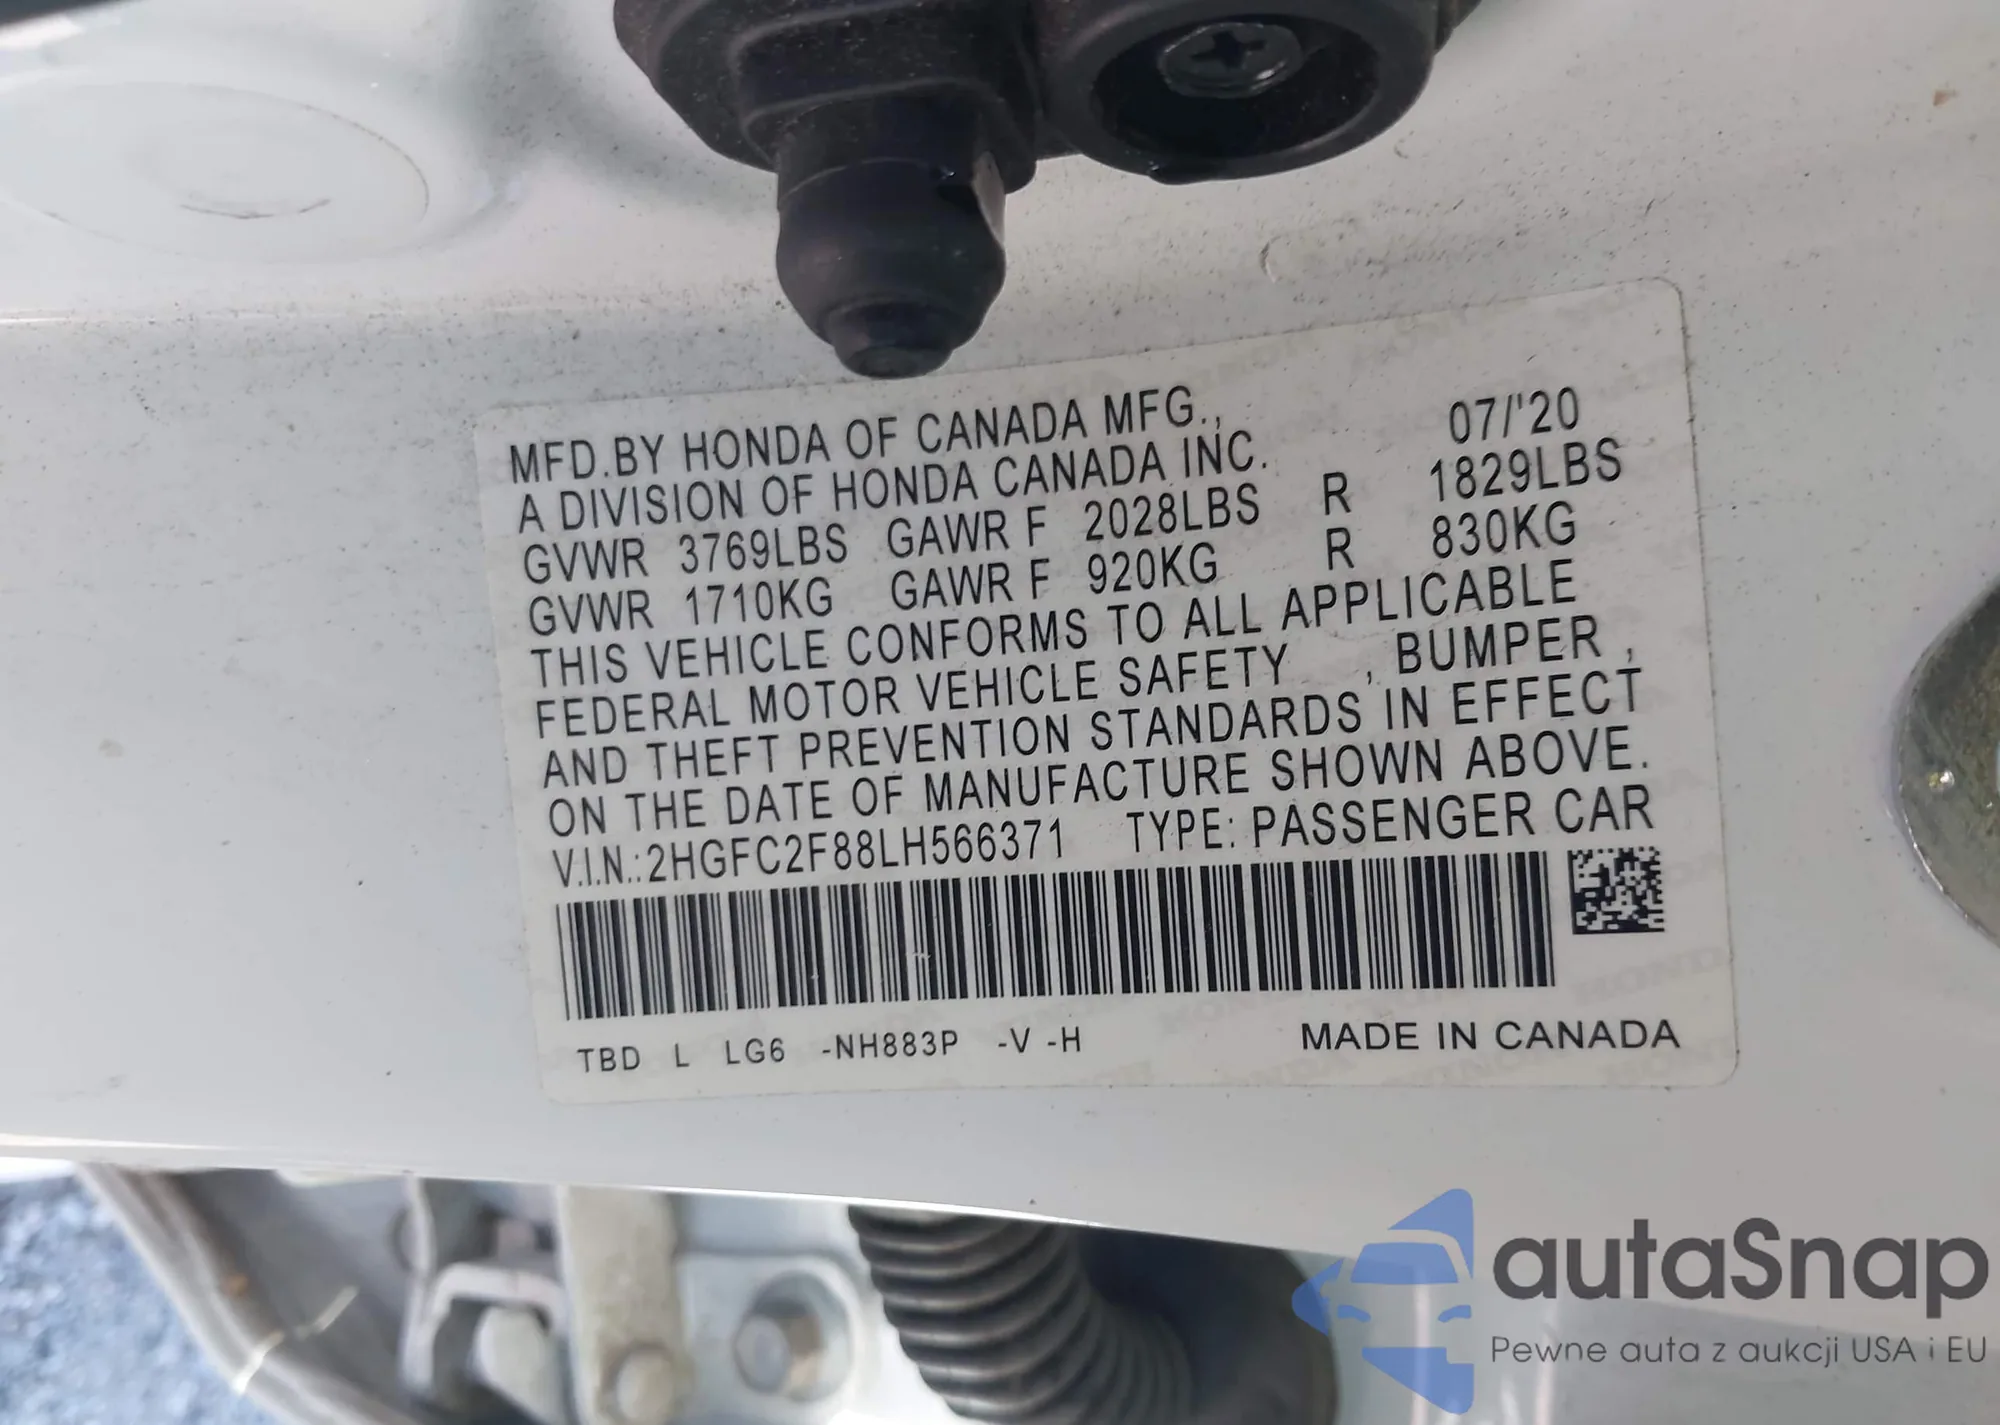 MFD.BY HONDA OF CANADA MFG., 07/'20
A DIVISION OF HONDA CANADA INC.
GVWR 3769LBS GAWR F 2028LBS R 1829LBS
GVWR 1710KG GAWR F 920KG R 830KG
THIS VEHICLE CONFORMS TO ALL APPLICABLE
FEDERAL MOTOR VEHICLE SAFETY , BUMPER ,
AND THEFT PREVENTION STANDARDS IN EFFECT
ON THE DATE OF MANUFACTURE SHOWN ABOVE.
V.I.N.:2HGFC2F88LH566371 TYPE: PASSENGER CAR
TBD L LG6 -NH883P -V -H MADE IN CANADA
autaSnap
Pewne auta z aukcji USA i EU